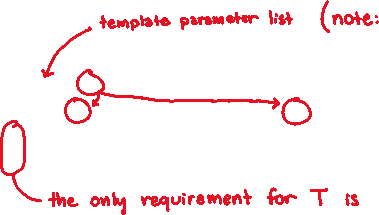 template parameter list (note:
the only requirement for T is